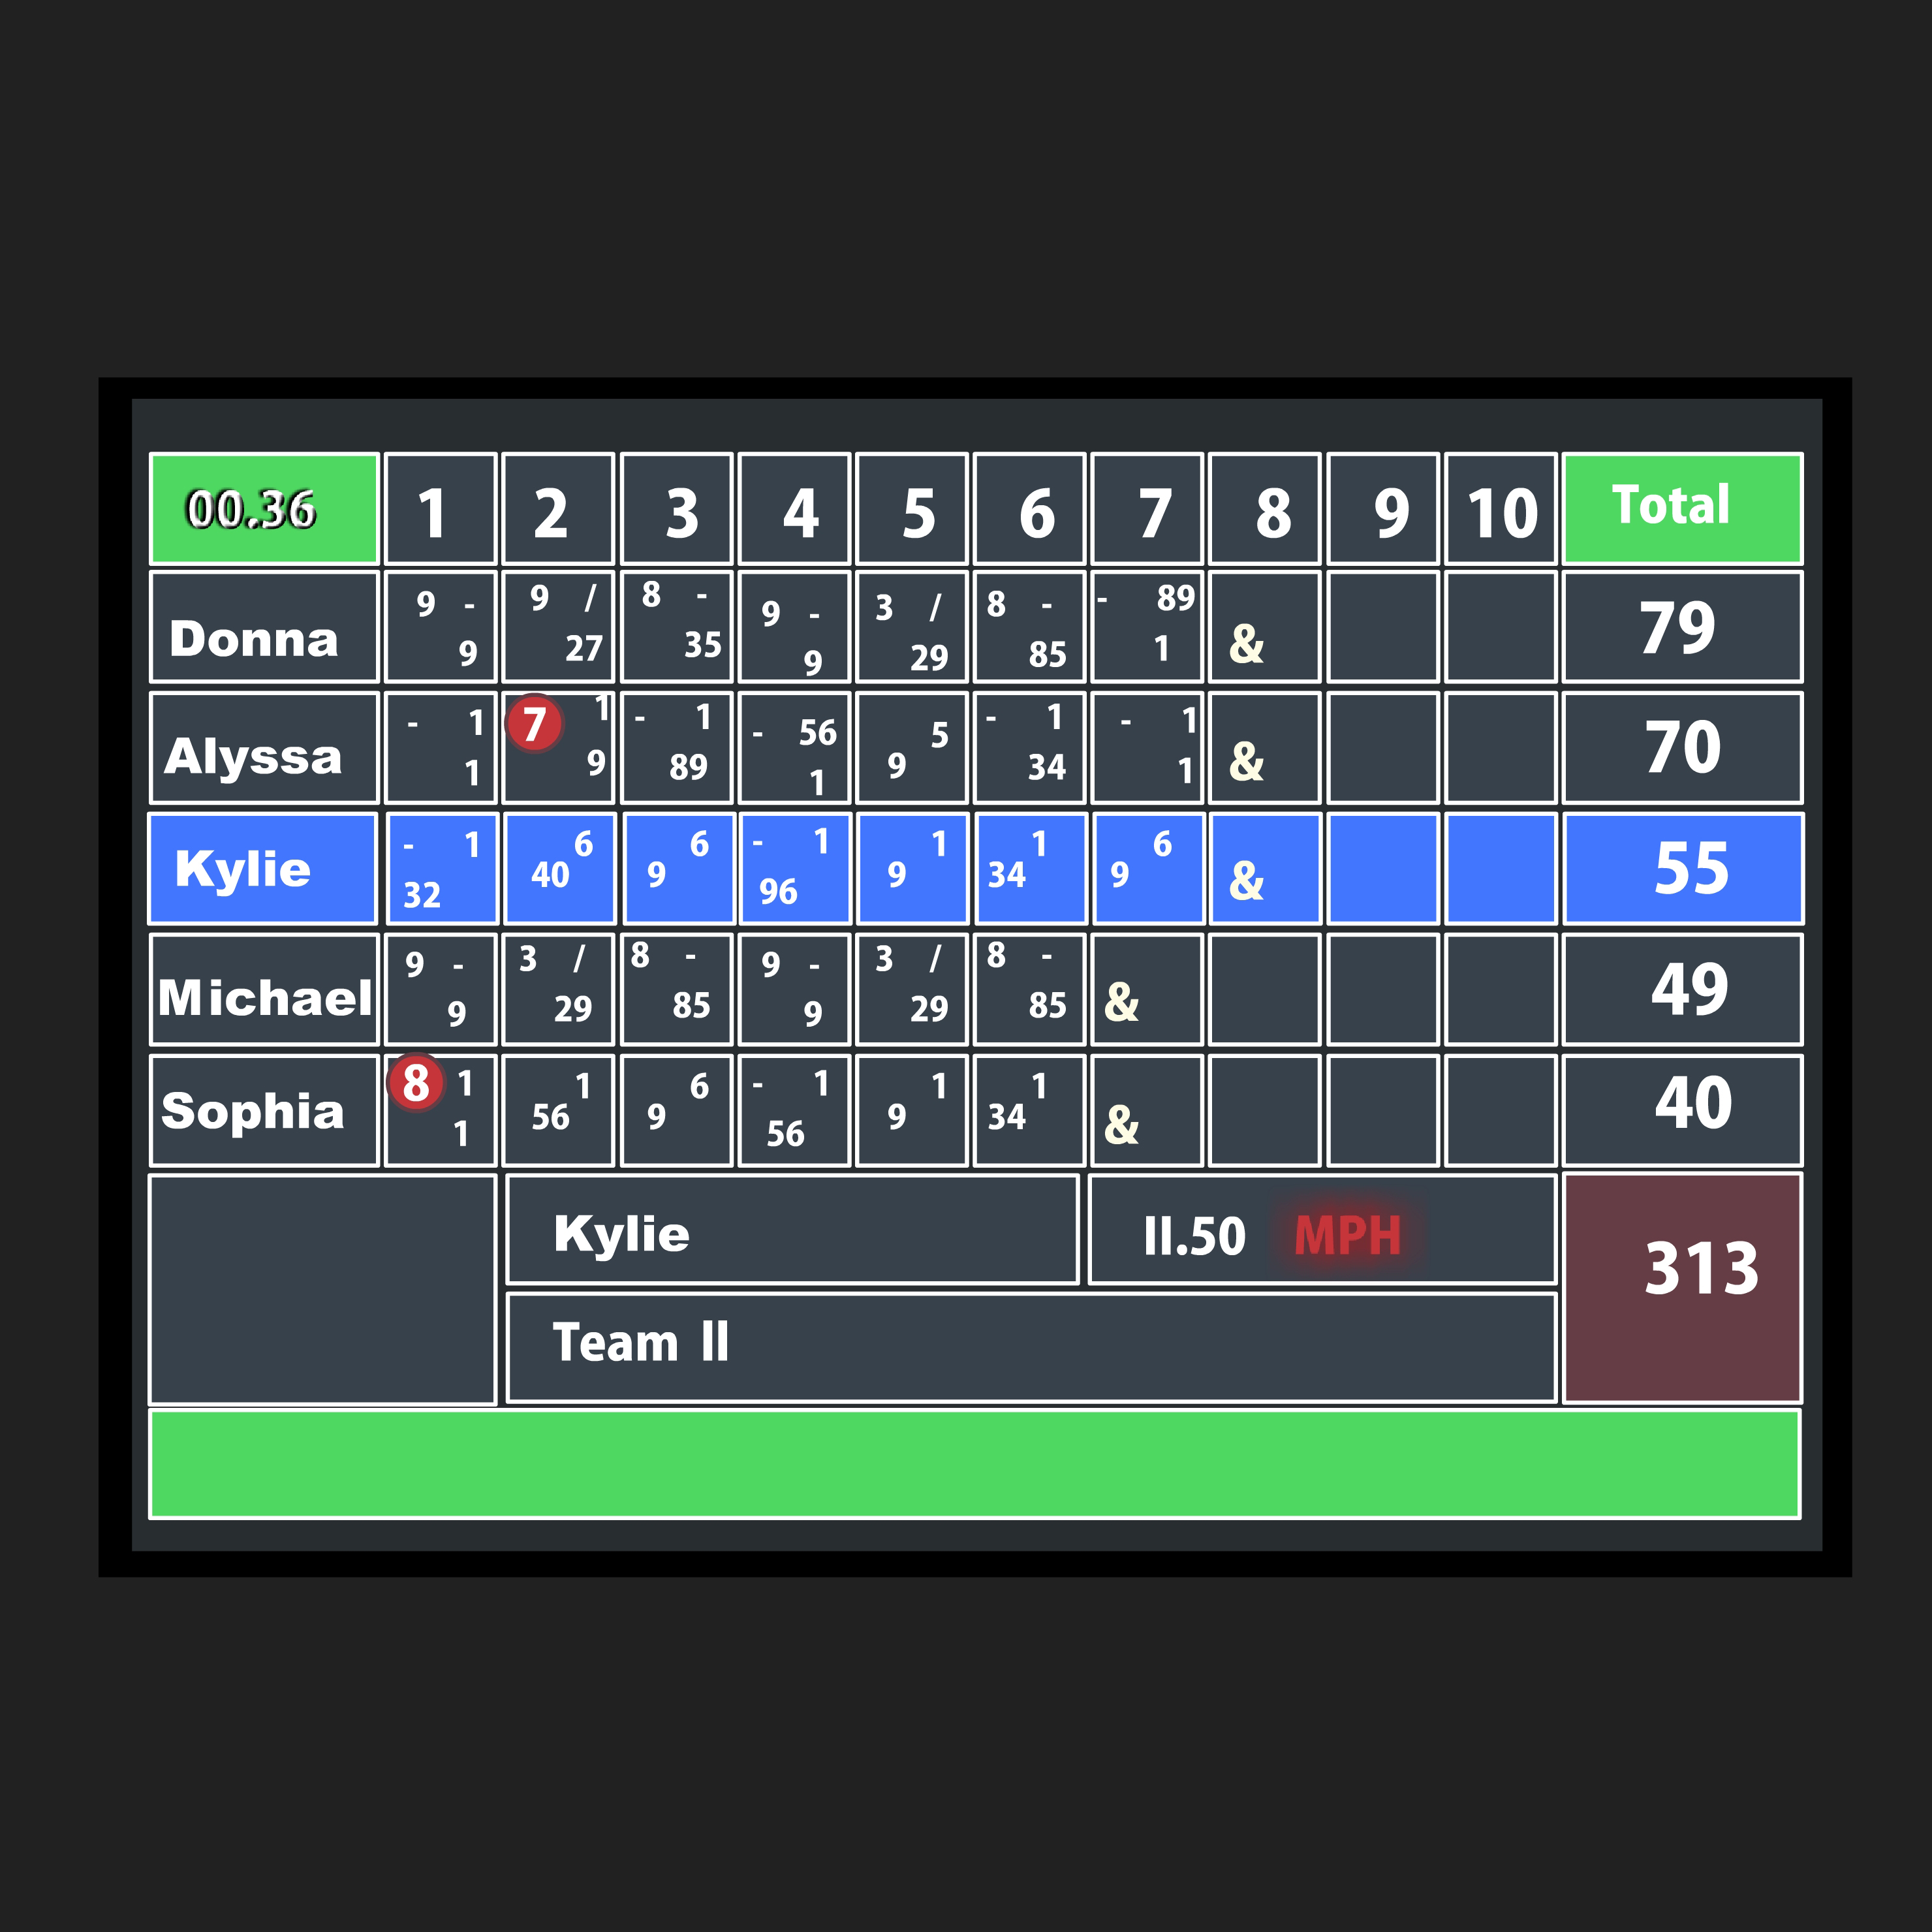 00.36 1 2 3 4 5 6 7 8 9 10 Total
9 - 9 / 8 - 9 - 3 / 8 - - 89
Donna & 79
9 27 35 9 29 85 1
- 1 7 1 - 1 - 56 5 - 1 - 1
Alyssa & 70
1 9 89 1 9 34 1
- 1 6 6 - 1 1 1 6
Kylie & 55
32 40 9 96 9 34 9
9 - 3 / 8 - 9 - 3 / 8 -
Michael & 49
9 29 85 9 29 85
8 1 1 6 - 1 1 1
Sophia & 40
1 56 9 56 9 34
Kylie ll.50 MPH 313
Team ll